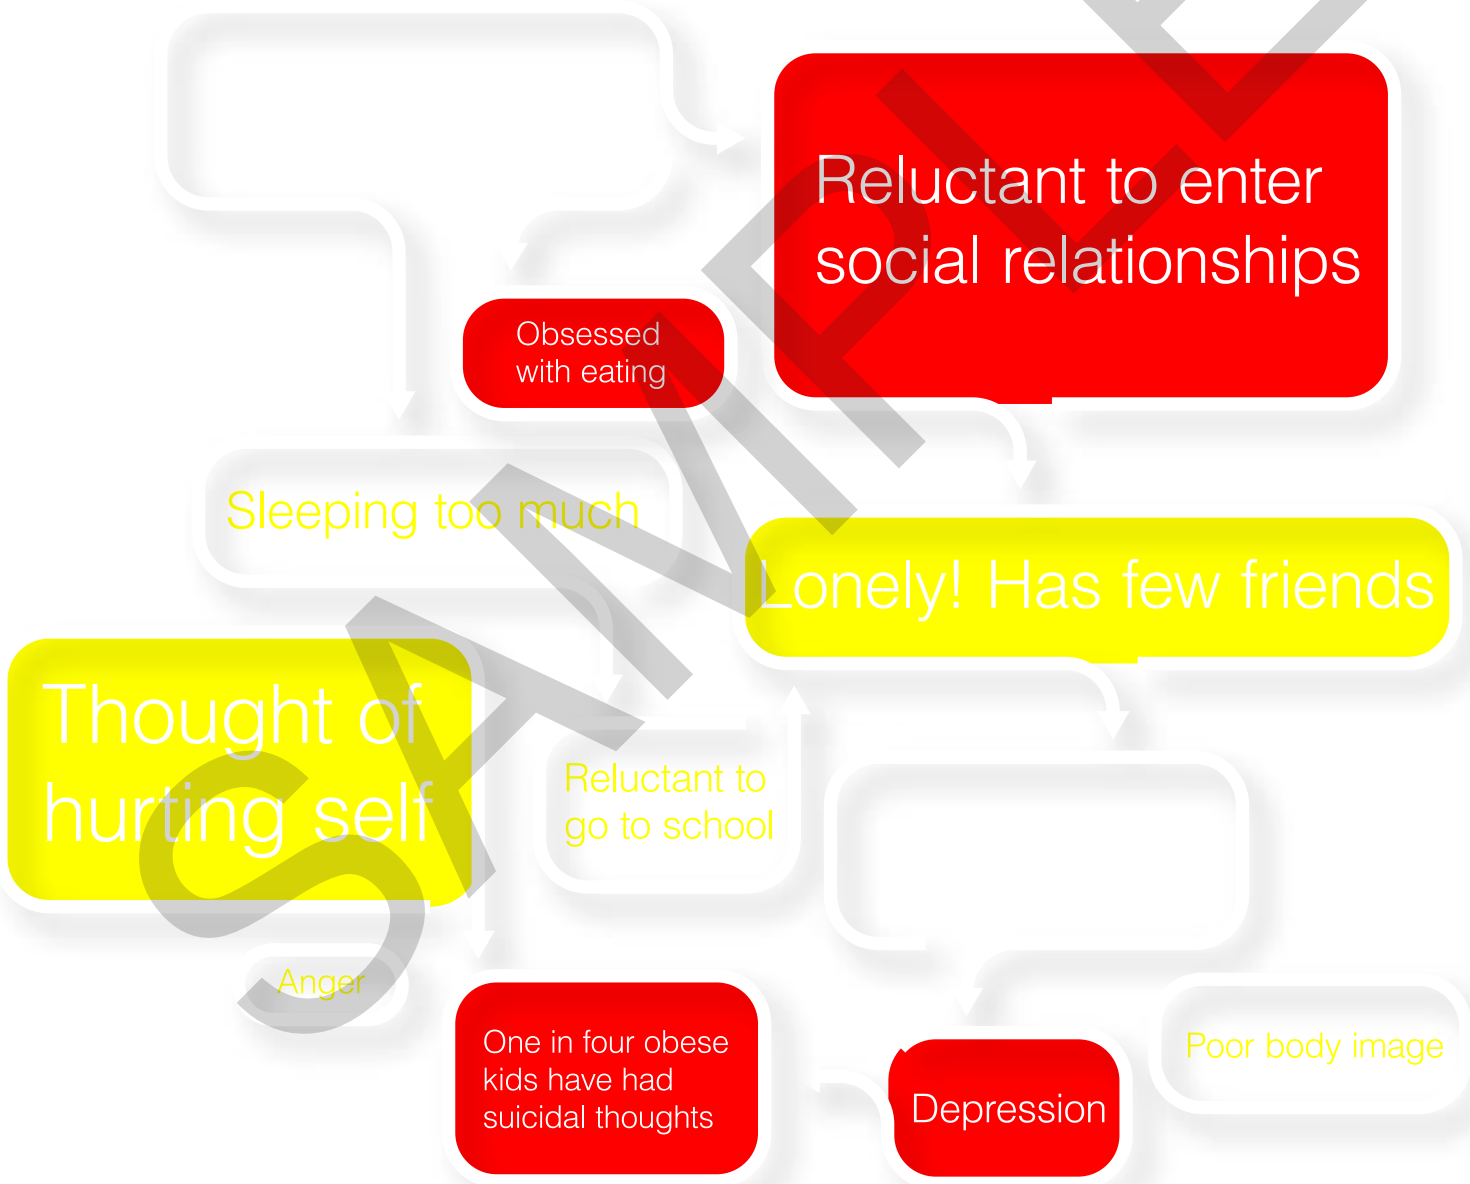 Reluctant to enter
social relationships
Obsessed
with eating
Sleeping too much
Lonely! Has few friends
Thought of
hurting self
Reluctant to
go to school
Anger
One in four obese
kids have had
suicidal thoughts
Depression
Poor body image
SAMPLE